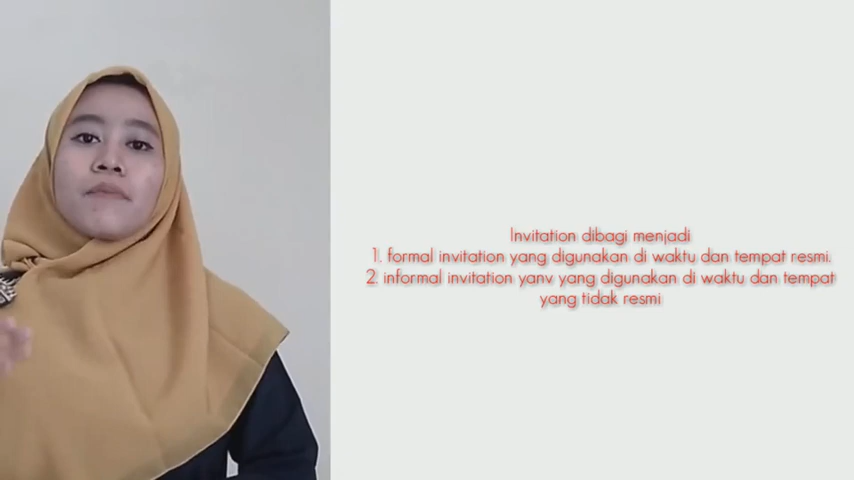 Invitation dibagi menjadi
1. formal invitation yang digunakan di waktu dan tempat resmi.
2. informal invitation yanv yang digunakan di waktu dan tempat
yang tidak resmi